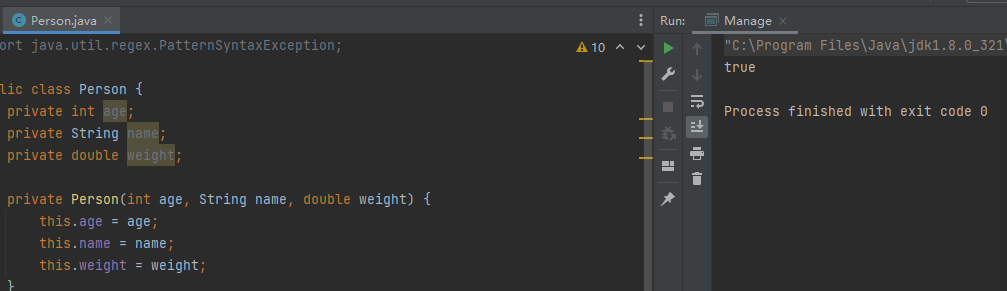 Person.java
ort java.util.regex.PatternSyntaxException;
10
lic class Person {
private int age;
private String name;
private double weight;
private Person(int age, String name, double weight) {
this.age = age;
this.name = name;
this.weight = weight;
}
Run: Manage
"C:\Program Files\Java\jdk1.8.0_321\
true
Process finished with exit code 0